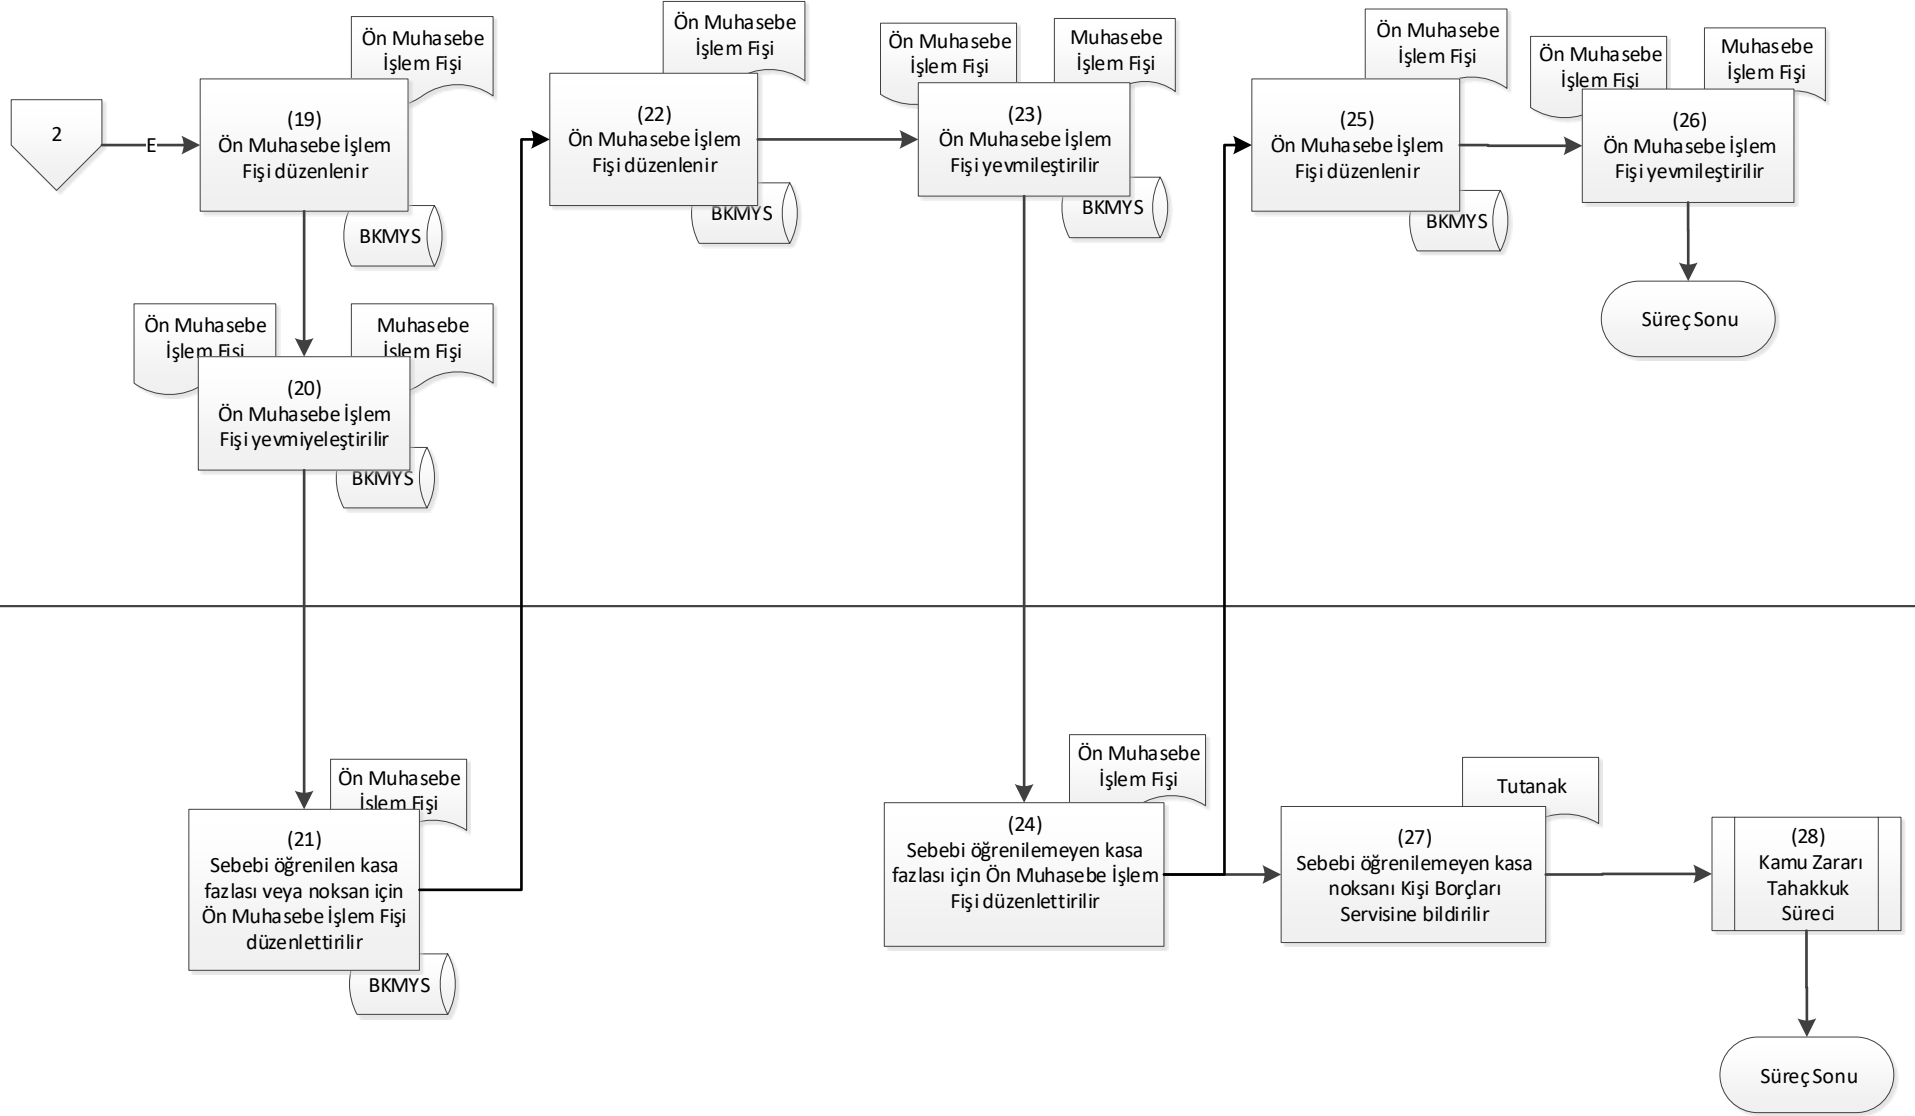 2
E
Ön Muhasebe
İşlem Fişi
(19)
Ön Muhasebe İşlem
Fişi düzenlenir
BKMYS
Ön Muhasebe
İşlem Fişi
Muhasebe
İşlem Fişi
(20)
Ön Muhasebe İşlem
Fişi yevmiyeleştirilir
BKMYS
Ön Muhasebe
İşlem Fişi
(21)
Sebebi öğrenilen kasa
fazlası veya noksan için
Ön Muhasebe İşlem Fişi
düzenlettirilir
BKMYS
Ön Muhasebe
İşlem Fişi
(22)
Ön Muhasebe İşlem
Fişi düzenlenir
BKMYS
Ön Muhasebe
İşlem Fişi
Muhasebe
İşlem Fişi
(23)
Ön Muhasebe İşlem
Fişi yevmileştirilir
BKMYS
Ön Muhasebe
İşlem Fişi
(24)
Sebebi öğrenilemeyen kasa
fazlası için Ön Muhasebe İşlem
Fişi düzenlettirilir
Ön Muhasebe
İşlem Fişi
(25)
Ön Muhasebe İşlem
Fişi düzenlenir
BKMYS
Ön Muhasebe
İşlem Fişi
Muhasebe
İşlem Fişi
(26)
Ön Muhasebe İşlem
Fişi yevmileştirilir
Süreç Sonu
Tutanak
(27)
Sebebi öğrenilemeyen kasa
noksanı Kişi Borçları
Servisine bildirilir
(28)
Kamu Zararı
Tahakkuk
Süreci
Süreç Sonu